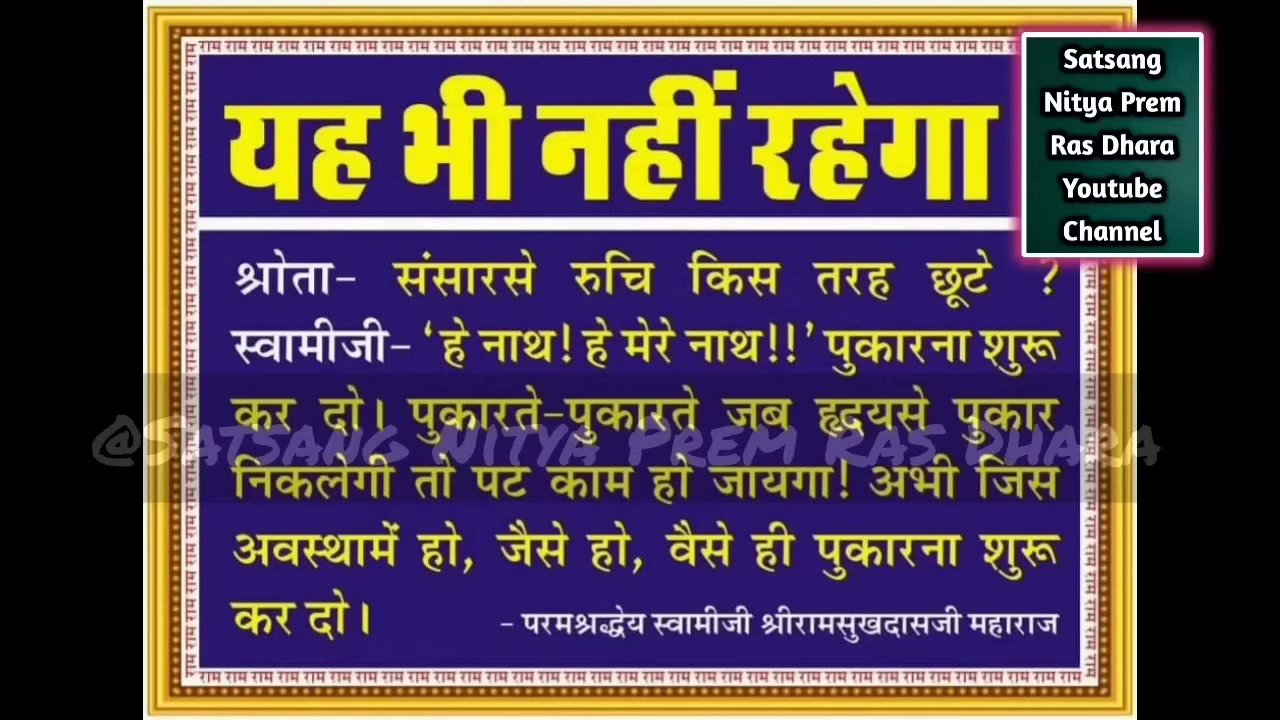 राम राम राम राम राम राम राम राम राम राम राम राम राम राम राम राम राम राम राम राम राम राम राम राम राम राम राम राम राम राम राम
Satsang
Nitya Prem
Ras Dhara
Youtube
Channel
यह भी नहीं रहेगा
श्रोता- संसारसे रुचि किस तरह छूटे ?
स्वामीजी- ‘हे नाथ! हे मेरे नाथ!!’ पुकारना शुरू
कर दो। पुकारते-पुकारते जब हृदयसे पुकार
@Satsang Nitya Prem Ras Dhara
निकलेगी तो पट काम हो जायगा! अभी जिस
अवस्थामें हो, जैसे हो, वैसे ही पुकारना शुरू
कर दो।
- परमश्रद्धेय स्वामीजी श्रीरामसुखदासजी महाराज
राम राम राम राम राम राम राम राम राम राम राम राम राम राम राम राम राम राम राम राम राम राम राम राम राम राम राम राम राम राम राम राम राम राम